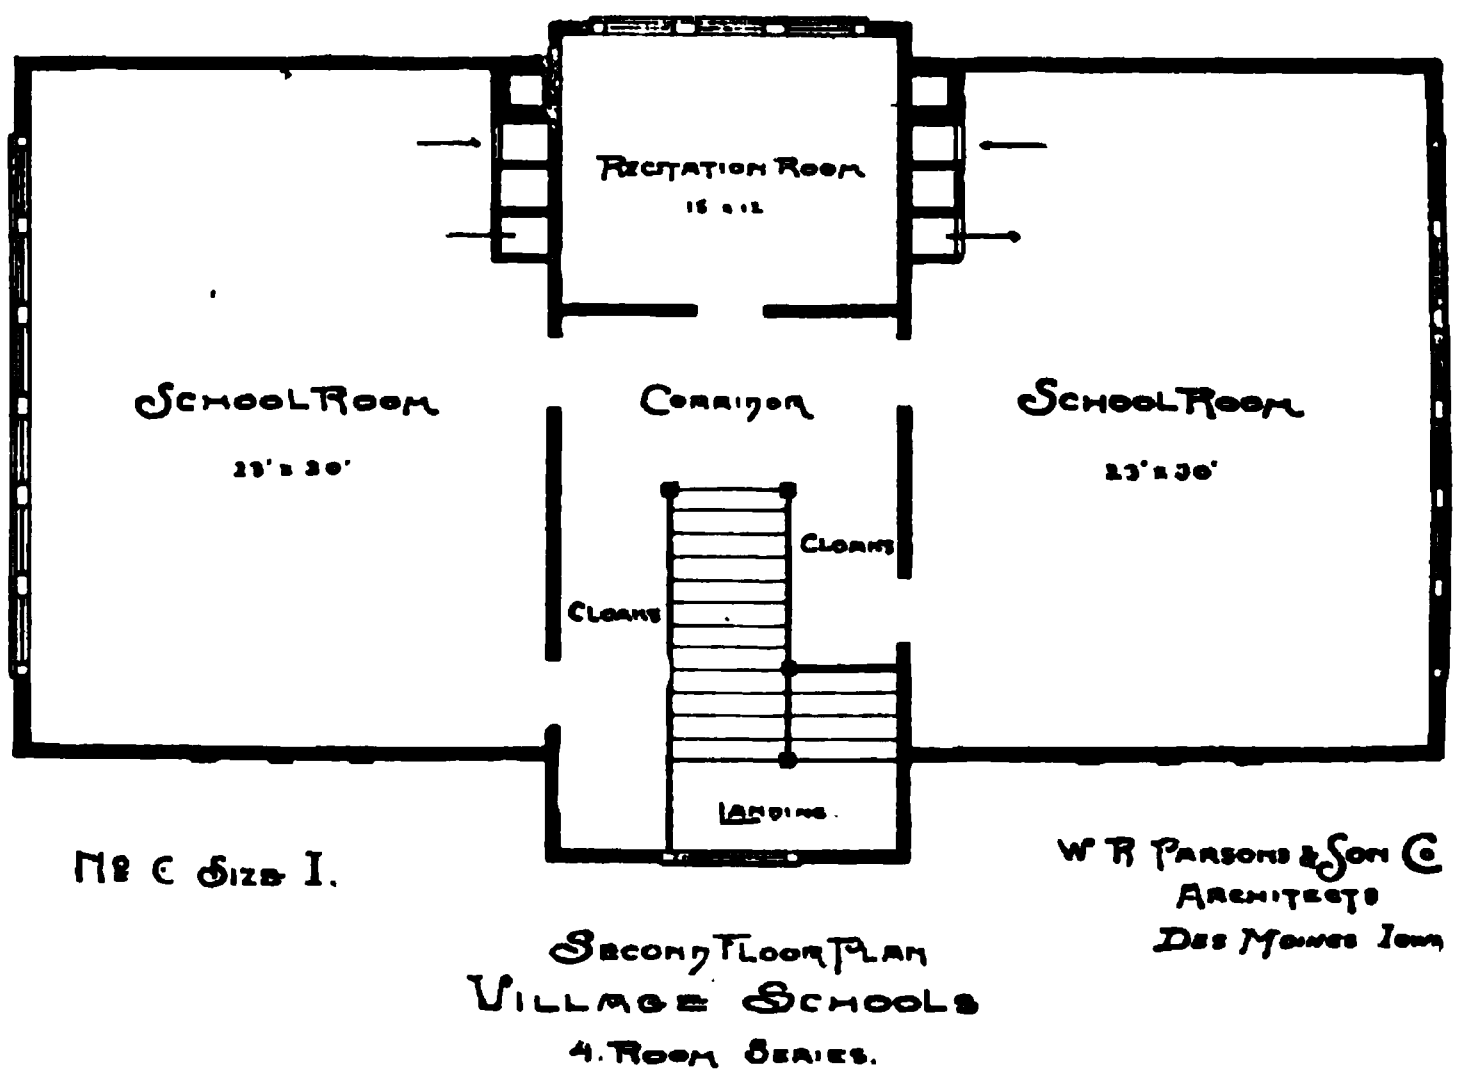 RECITATION ROOM
15 x 12
SCHOOL ROOM
CORRIDOR
SCHOOL ROOM
23' x 30'
23' x 30'
CLOAKS
CLOAKS
LANDING.
No C SIZE I.
W R PARSONS & SON Co
ARCHITECTS
DES MOINES IOWA
SECOND FLOOR PLAN
VILLAGE SCHOOLS
4. ROOM SERIES.